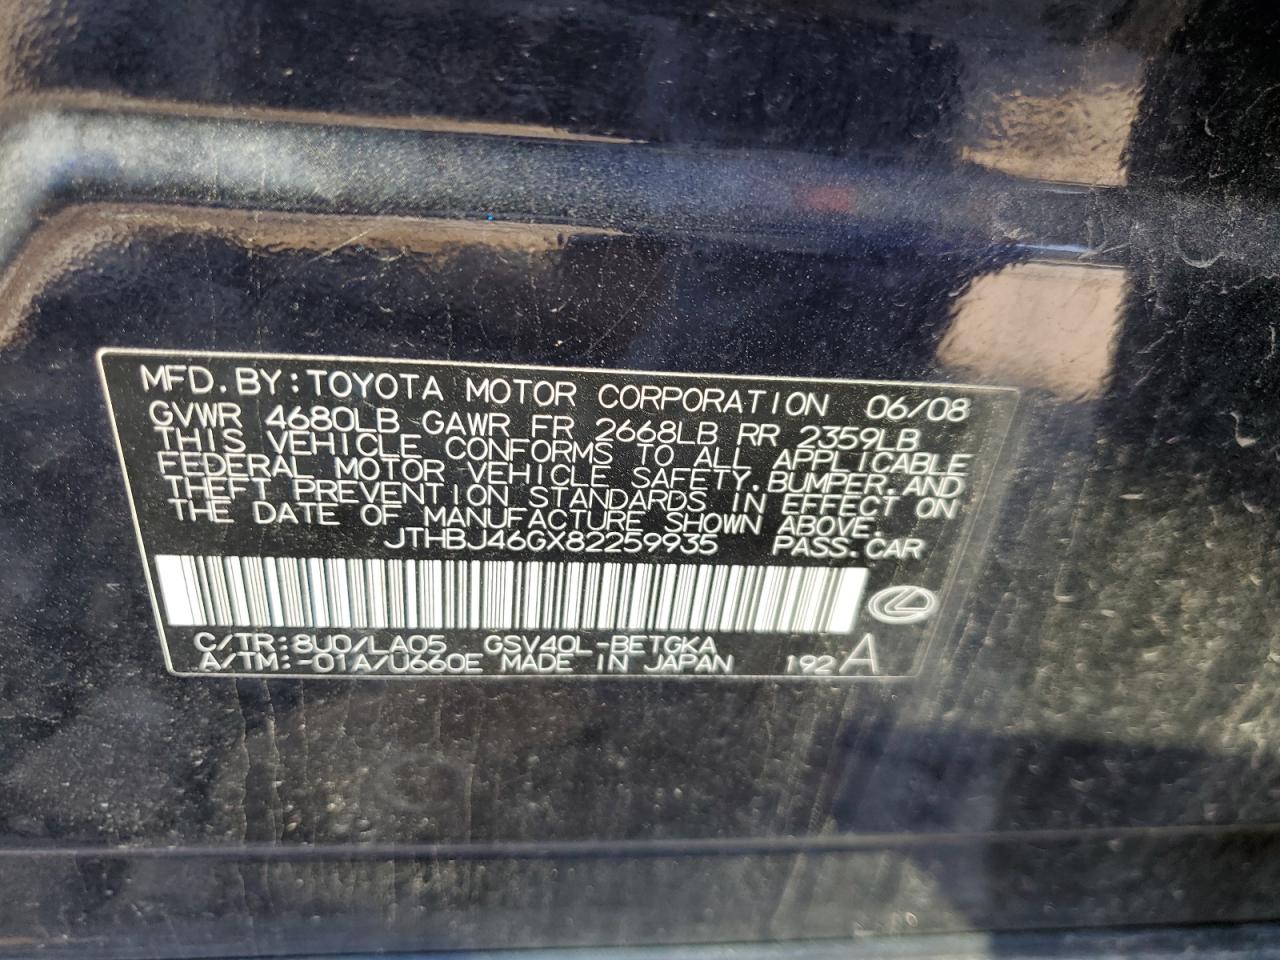 MFD.BY:TOYOTA MOTOR CORPORATION 06/08
GVWR 4680LB GAWR FR 2668LB RR 2359LB
THIS VEHICLE CONFORMS TO ALL APPLICABLE
FEDERAL MOTOR VEHICLE SAFETY,BUMPER,AND
THEFT PREVENTION STANDARDS IN EFFECT ON
THE DATE OF MANUFACTURE SHOWN ABOVE.
JTHBJ46GX82259935 PASS.CAR
C/TR:8U0/LA05 GSV40L-BETGKA
A/TM:-01A/U660E MADE IN JAPAN 192 A